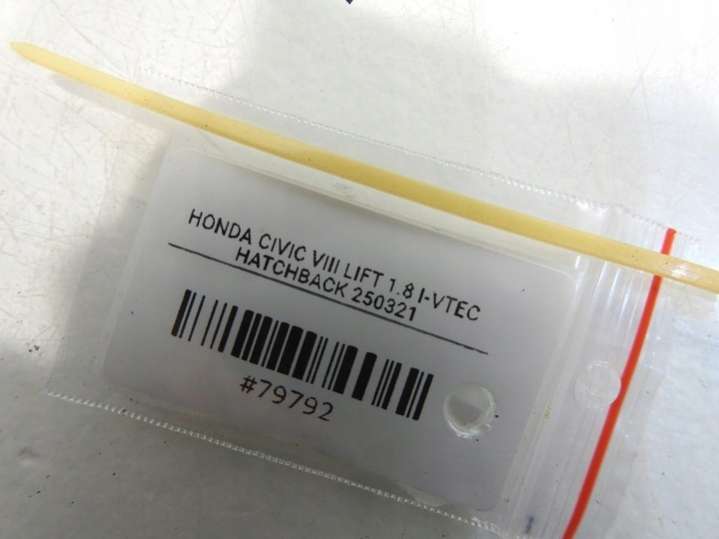 HONDA CIVIC VIII LIFT 1.8 I-VTEC
HATCHBACK 250321
#79792